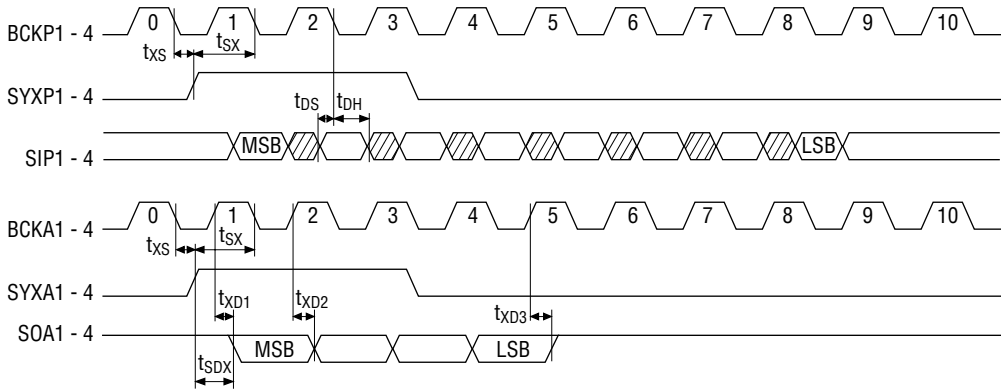 BCKP1 - 4 0 1 2 3 4 5 6 7 8 9 10
tXS tSX
SYXP1 - 4
tDS tDH
SIP1 - 4 MSB LSB
BCKA1 - 4 0 1 2 3 4 5 6 7 8 9 10
tXS tSX
SYXA1 - 4
tXD1 tXD2 tXD3
SOA1 - 4 MSB LSB
tSDX